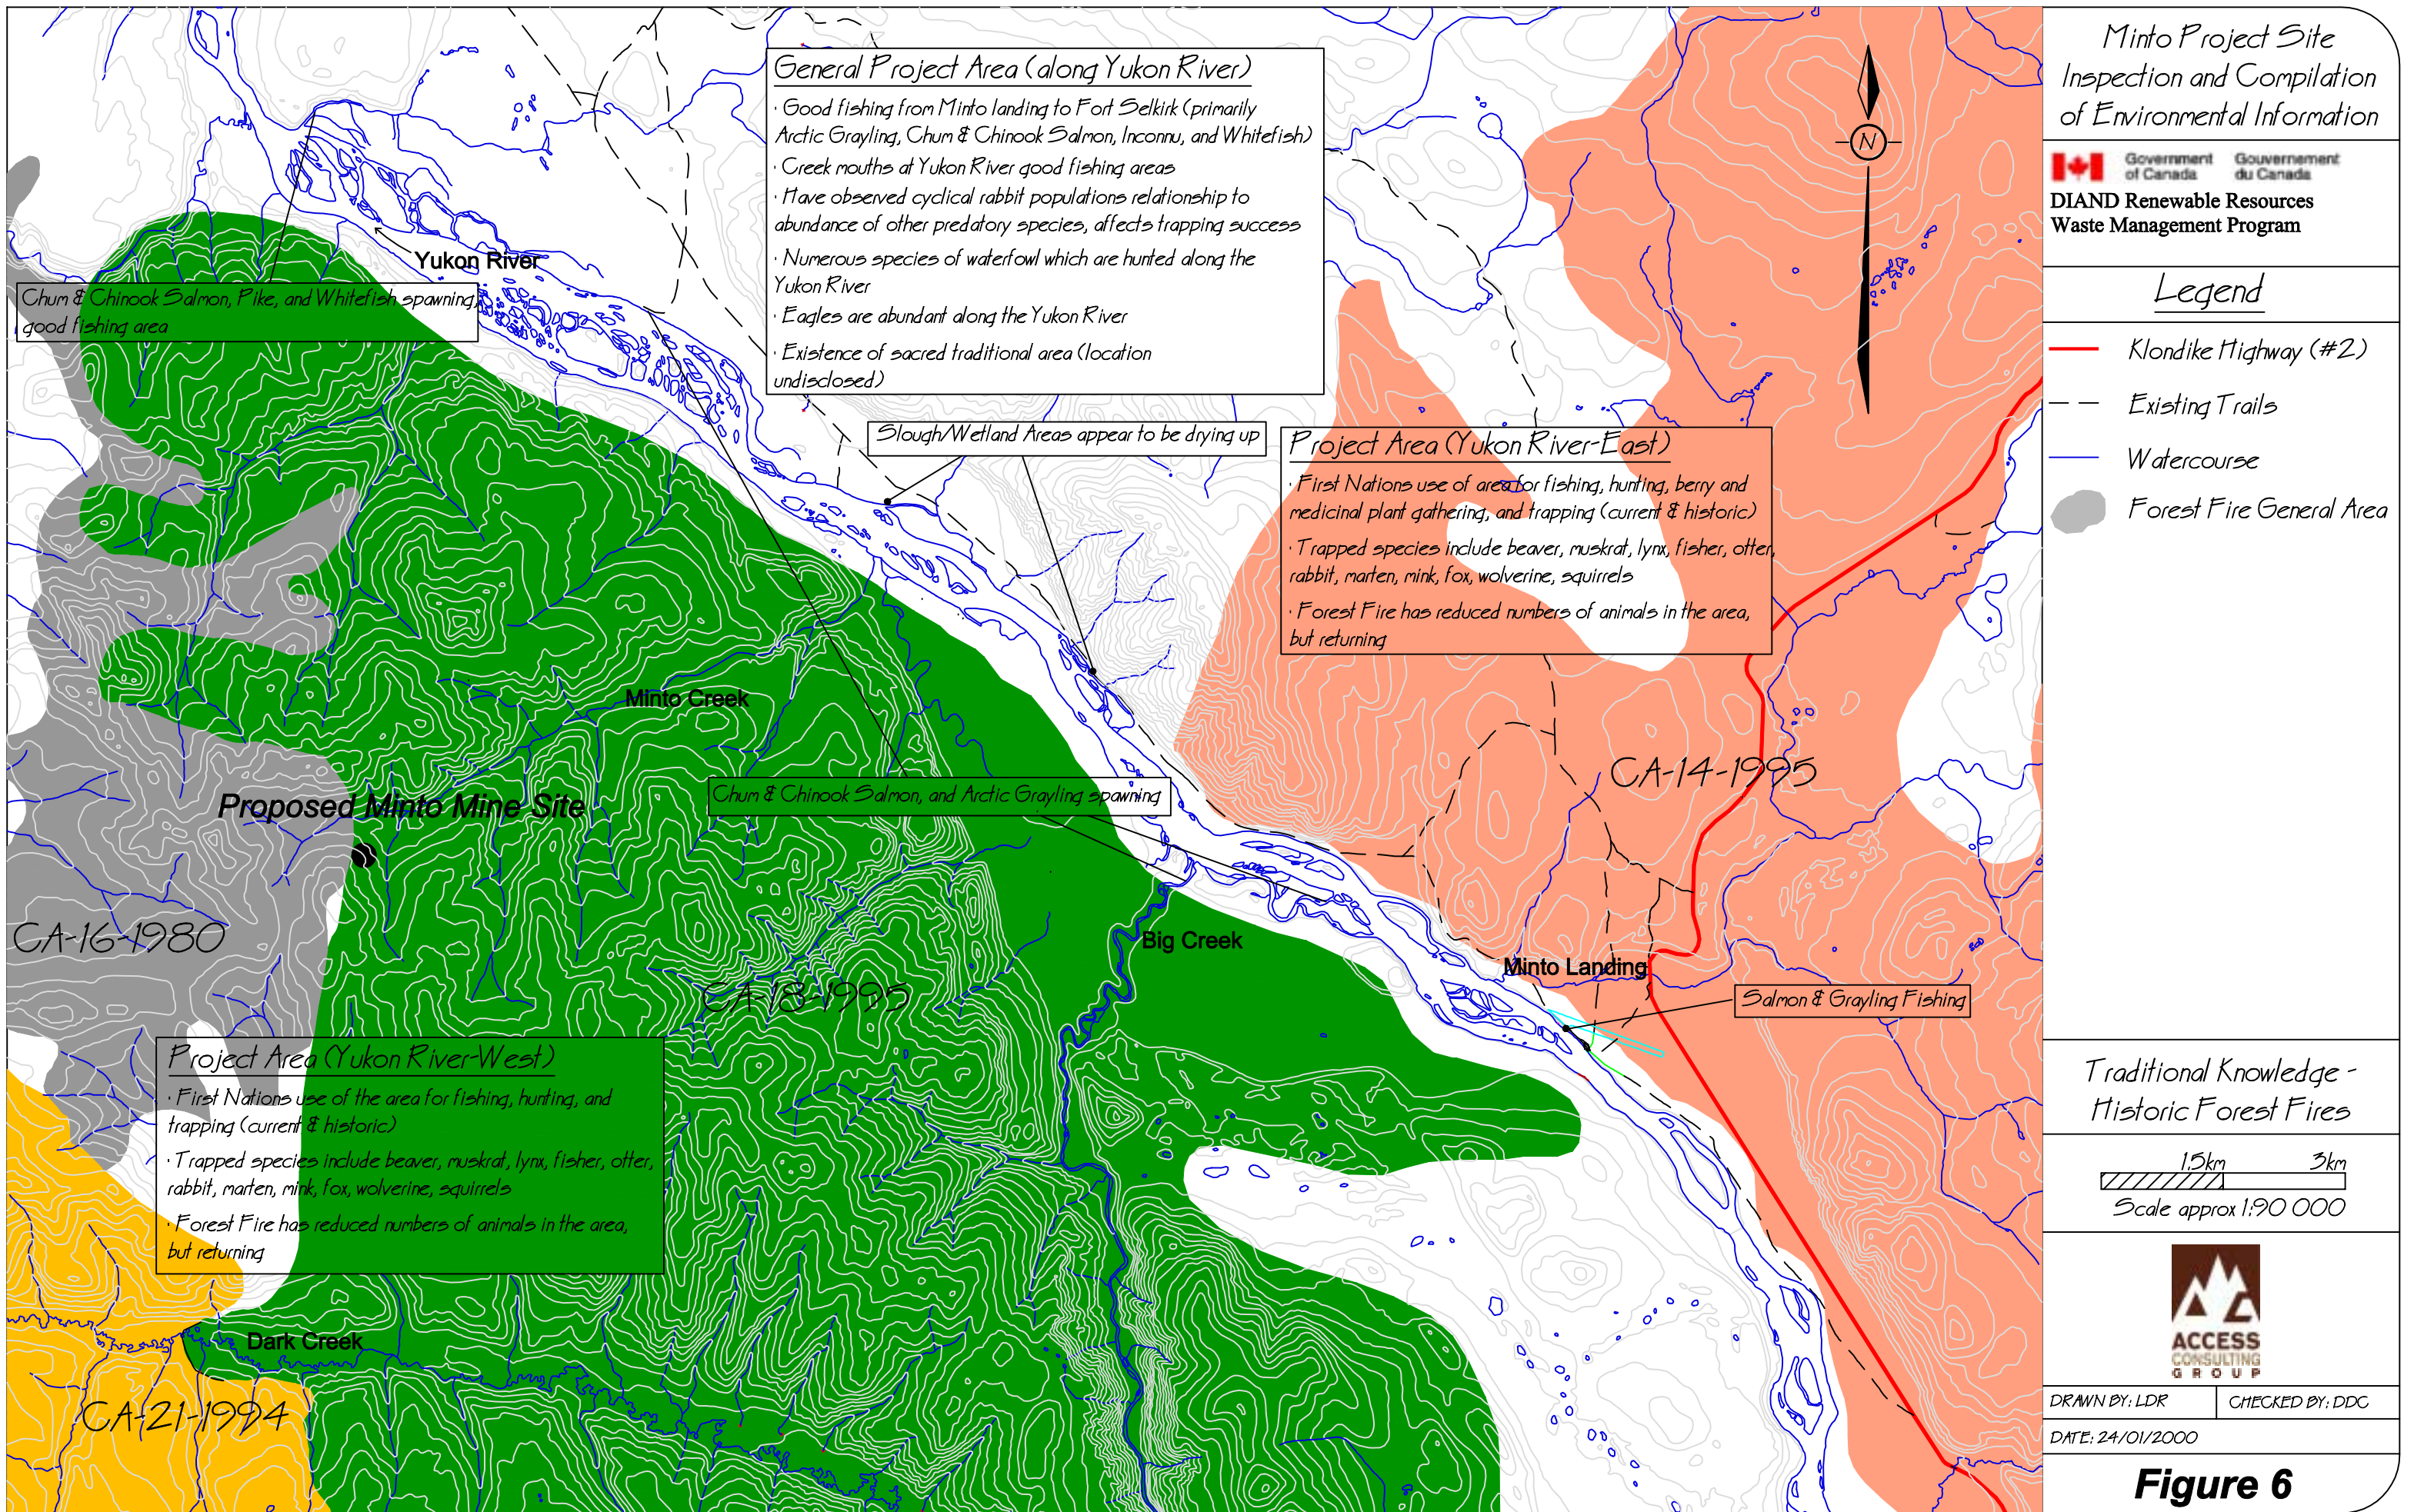 General Project Area (along Yukon River)
· Good fishing from Minto landing to Fort Selkirk (primarily
Arctic Grayling, Chum & Chinook Salmon, Inconnu, and Whitefish)
· Creek mouths at Yukon River good fishing areas
· Have observed cyclical rabbit populations relationship to
abundance of other predatory species, affects trapping success
· Numerous species of waterfowl which are hunted along the
Yukon River
· Eagles are abundant along the Yukon River
· Existence of sacred traditional area (location
undisclosed)
Yukon River
Chum & Chinook Salmon, Pike, and Whitefish spawning,
good fishing area
Slough/Wetland Areas appear to be drying up
Project Area (Yukon River-East)
· First Nations use of area for fishing, hunting, berry and
medicinal plant gathering, and trapping (current & historic)
· Trapped species include beaver, muskrat, lynx, fisher, otter,
rabbit, marten, mink, fox, wolverine, squirrels
· Forest Fire has reduced numbers of animals in the area,
but returning
Minto Creek
CA-14-1995
Proposed Minto Mine Site
Chum & Chinook Salmon, and Arctic Grayling spawning
CA-16-1980
Big Creek
Minto Landing
CA-18-1995
Salmon & Grayling Fishing
Project Area (Yukon River-West)
· First Nations use of the area for fishing, hunting, and
trapping (current & historic)
· Trapped species include beaver, muskrat, lynx, fisher, otter,
rabbit, marten, mink, fox, wolverine, squirrels
· Forest Fire has reduced numbers of animals in the area,
but returning
Dark Creek
CA-21-1994
N
Minto Project Site
Inspection and Compilation
of Environmental Information
Government of Canada
Gouvernement du Canada
DIAND Renewable Resources
Waste Management Program
Legend
Klondike Highway (#2)
Existing Trails
Watercourse
Forest Fire General Area
Traditional Knowledge -
Historic Forest Fires
1.5km 3km
Scale approx 1:90 000
ACCESS
CONSULTING
GROUP
DRAWN BY: LDR
CHECKED BY: DDC
DATE: 24/01/2000
Figure 6